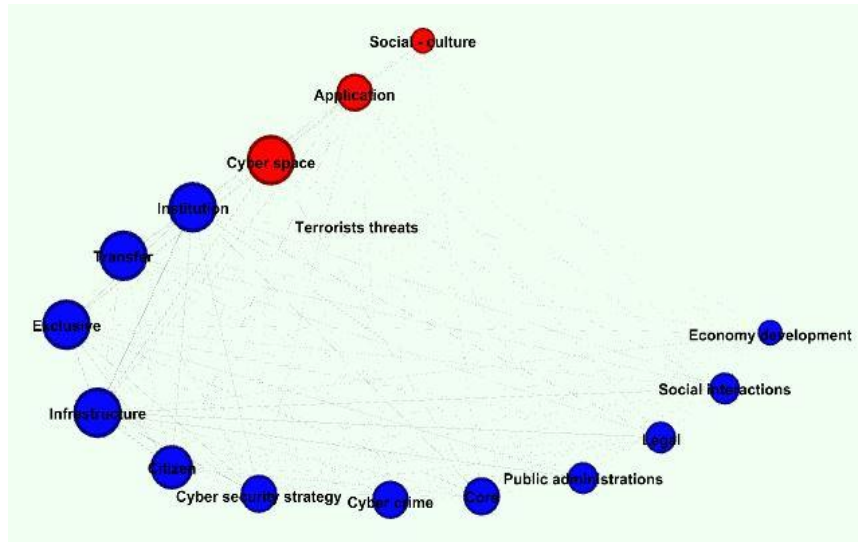 Social - culture
Application
Cyber space
Institution
Terrorists threats
Transfer
Exclusive
Economy development
Social interactions
Infrastructure
Legal
Citizen
Public administrations
Cyber security strategy
Cyber crime
Core